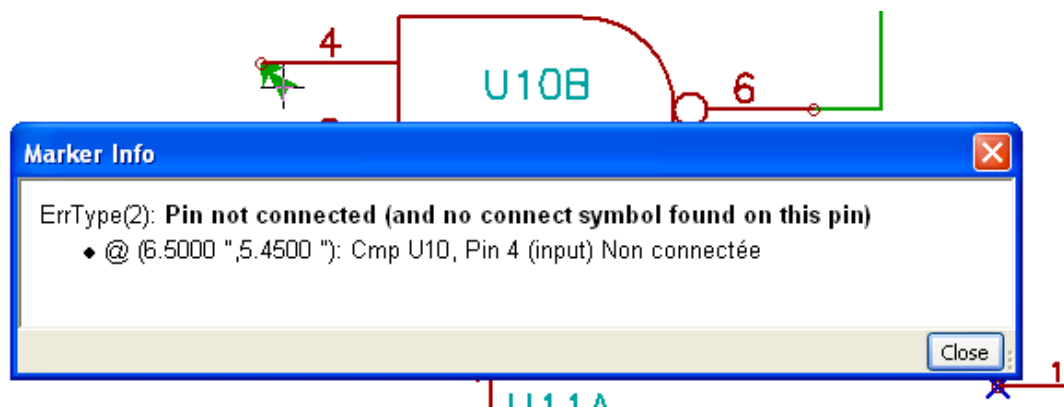 4
U10B
6
Marker Info
ErrType(2): Pin not connected (and no connect symbol found on this pin)
@ (6.5000 ",5.4500 "): Cmp U10, Pin 4 (input) Non connectée
Close
1
U11A